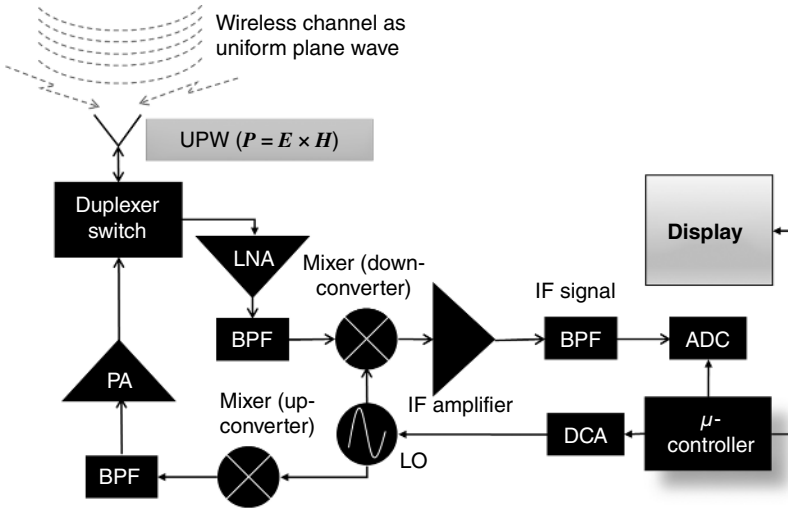 Wireless channel as
uniform plane wave
UPW (P = E × H)
Duplexer
switch
LNA
Mixer (down-
converter)
Display
IF signal
BPF
BPF
ADC
PA
Mixer (up-
converter)
IF amplifier
LO
DCA
µ-
controller
BPF